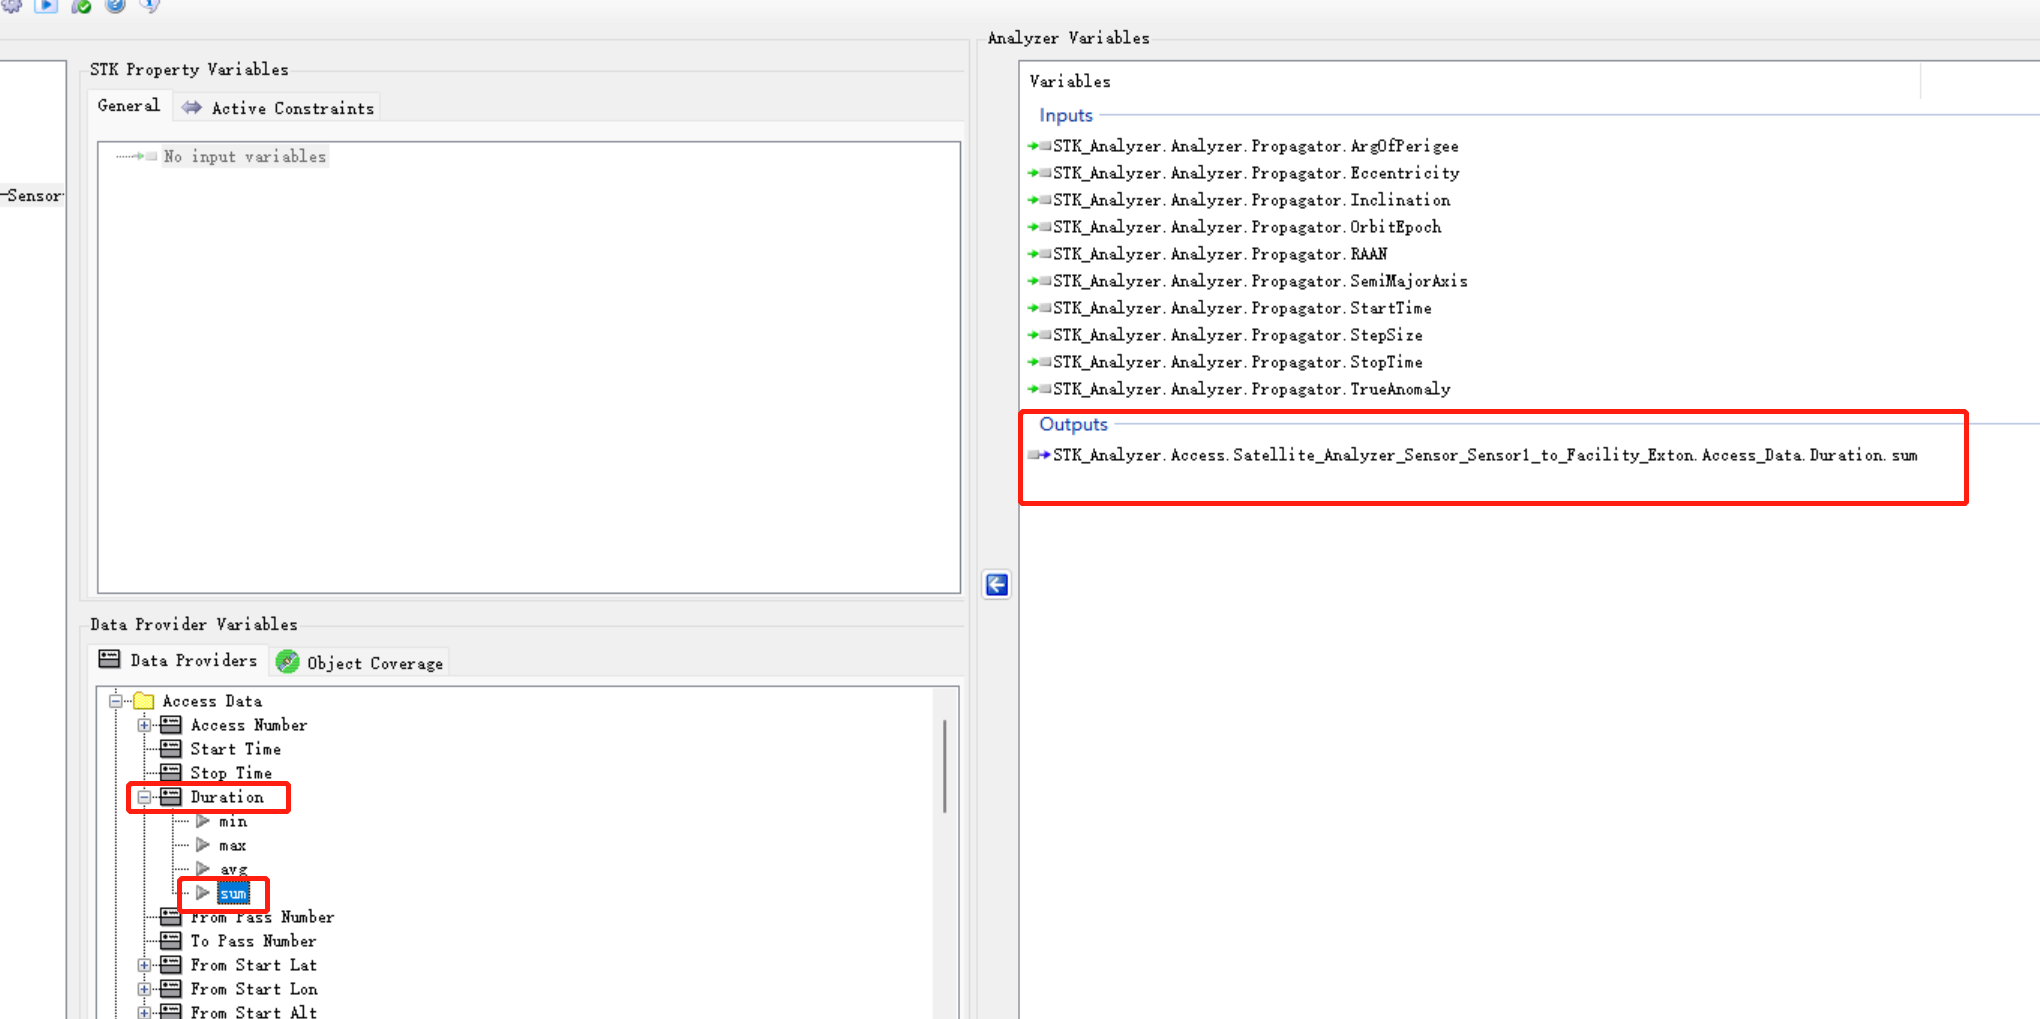 Sensor
STK Property Variables
General
Active Constraints
No input variables
Data Provider Variables
Data Providers
Object Coverage
Access Data
Access Number
Start Time
Stop Time
Duration
min
max
avg
sum
From Pass Number
To Pass Number
From Start Lat
From Start Lon
From Start Alt
Analyzer Variables
Variables
Inputs
STK_Analyzer.Analyzer.Propagator.ArgOfPerigee
STK_Analyzer.Analyzer.Propagator.Eccentricity
STK_Analyzer.Analyzer.Propagator.Inclination
STK_Analyzer.Analyzer.Propagator.OrbitEpoch
STK_Analyzer.Analyzer.Propagator.RAAN
STK_Analyzer.Analyzer.Propagator.SemiMajorAxis
STK_Analyzer.Analyzer.Propagator.StartTime
STK_Analyzer.Analyzer.Propagator.StepSize
STK_Analyzer.Analyzer.Propagator.StopTime
STK_Analyzer.Analyzer.Propagator.TrueAnomaly
Outputs
STK_Analyzer.Access.Satellite_Analyzer_Sensor_Sensor1_to_Facility_Exton.Access_Data.Duration.sum